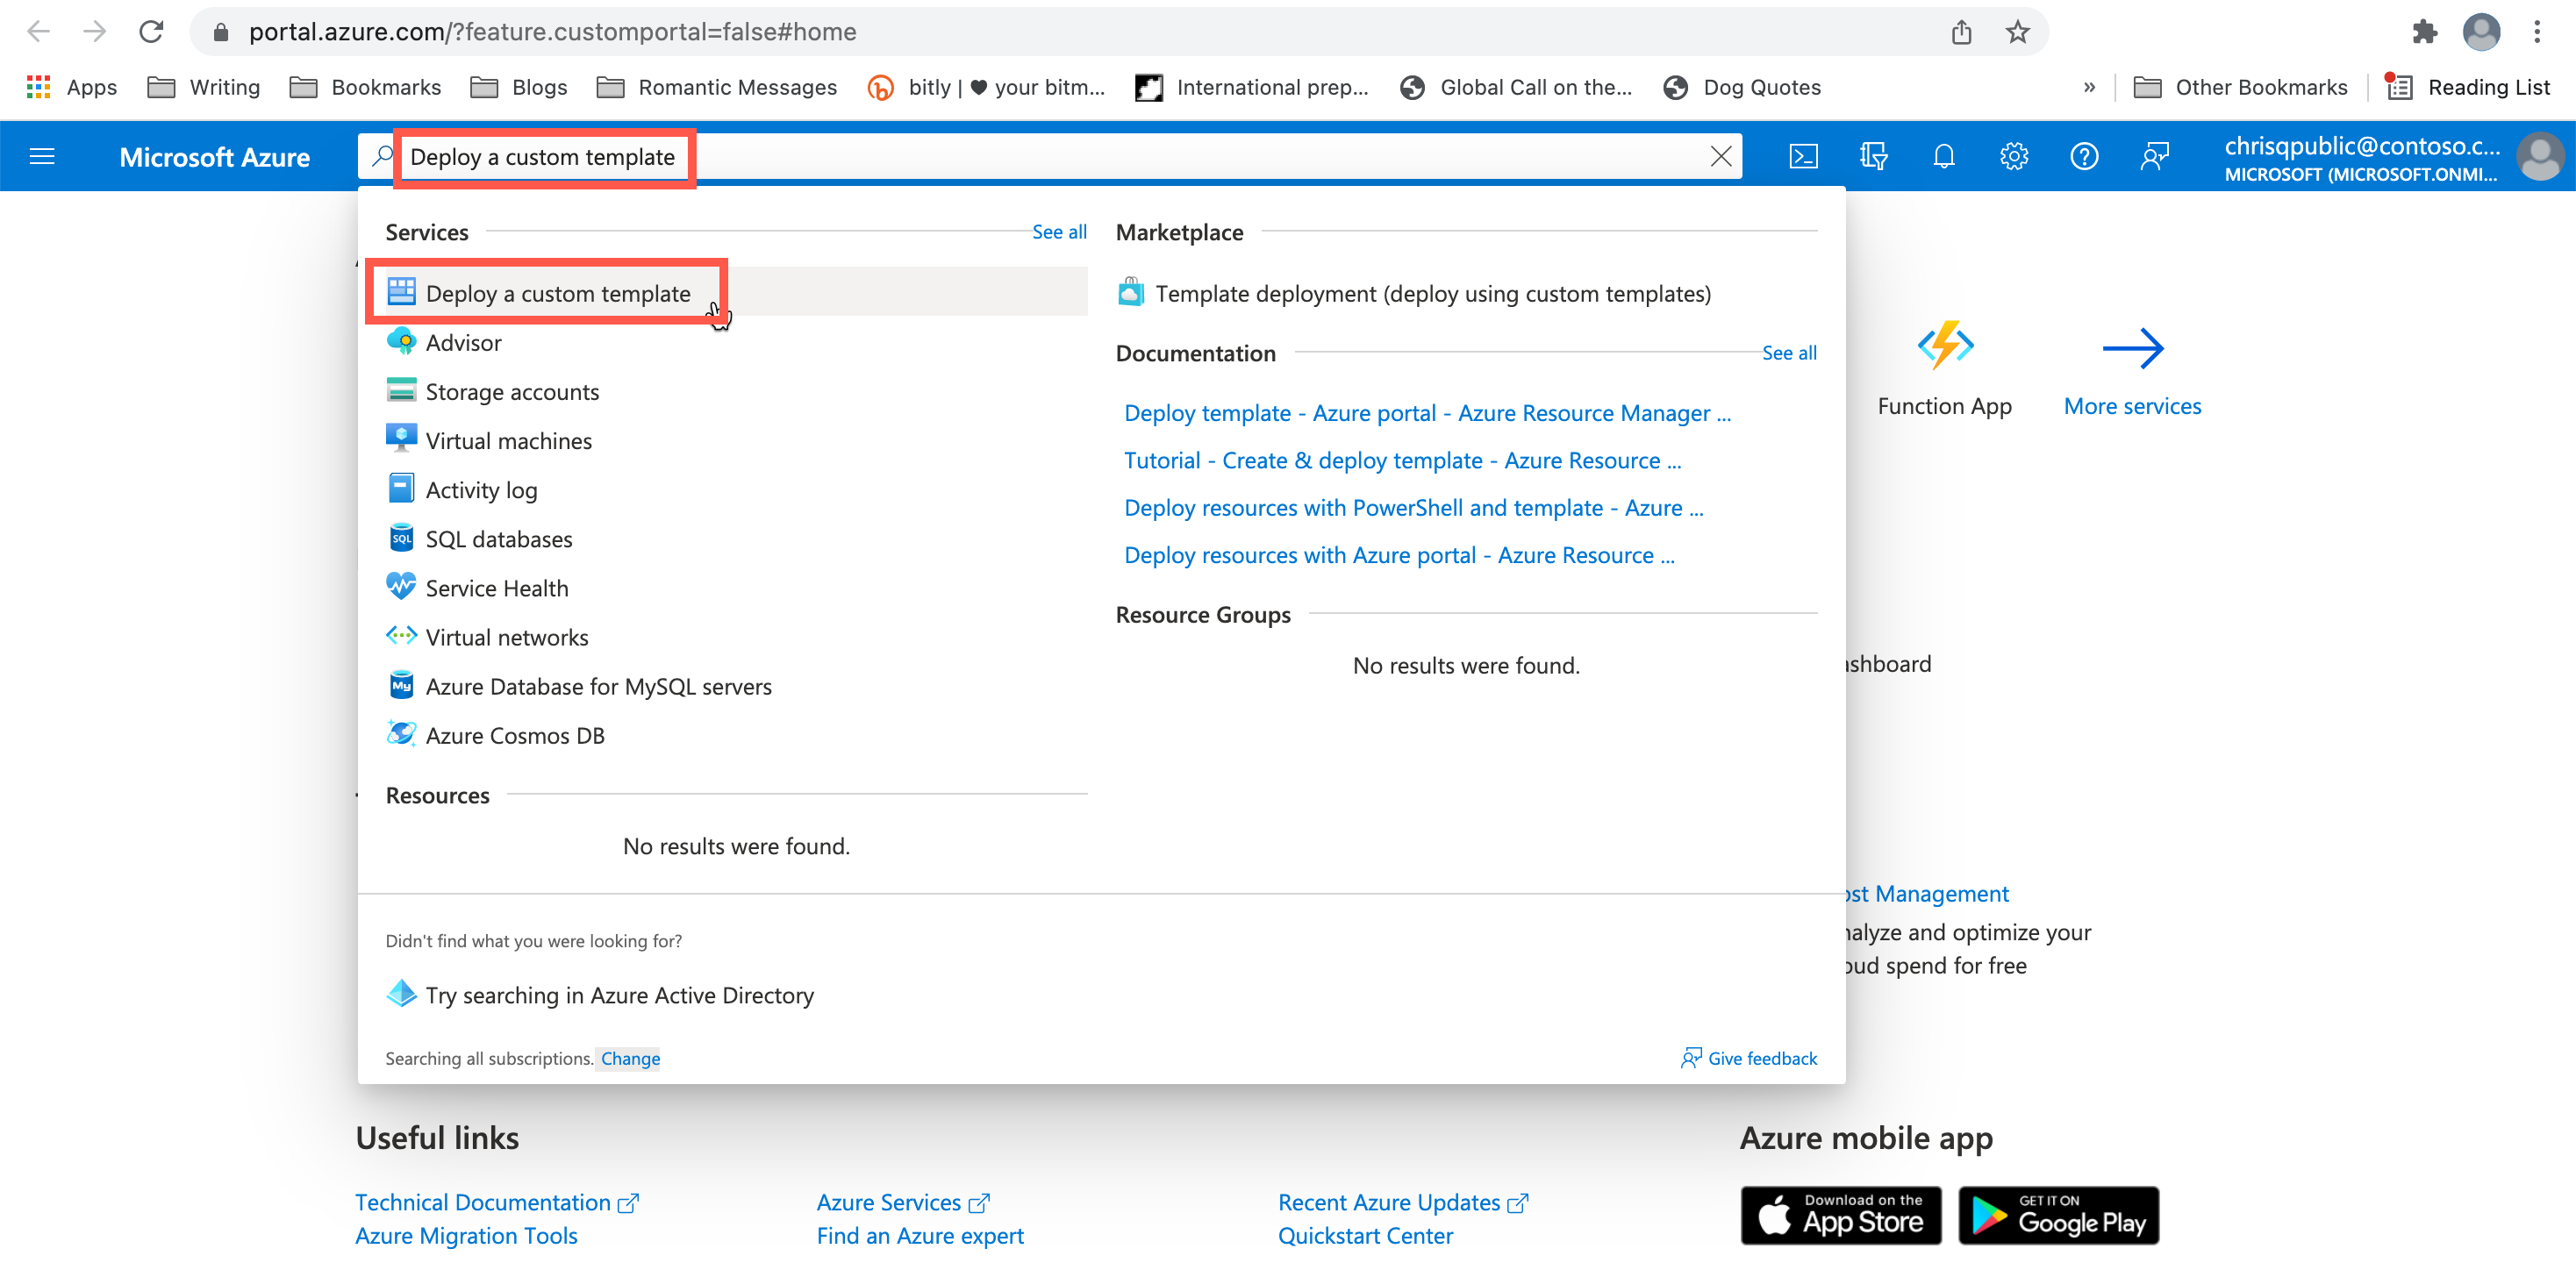 portal.azure.com/?feature.customportal=false#home
Apps Writing Bookmarks Blogs Romantic Messages bitly | ♥ your bitm... International prep... Global Call on the... Dog Quotes » Other Bookmarks Reading List
Microsoft Azure
Deploy a custom template
chrisqpublic@contoso.c...
MICROSOFT (MICROSOFT.ONMI...
Services
See all
Deploy a custom template
Advisor
Storage accounts
Virtual machines
Activity log
SQL
SQL databases
Service Health
Virtual networks
My
Azure Database for MySQL servers
Azure Cosmos DB
Resources
No results were found.
Marketplace
Template deployment (deploy using custom templates)
Documentation
See all
Deploy template - Azure portal - Azure Resource Manager ...
Tutorial - Create & deploy template - Azure Resource ...
Deploy resources with PowerShell and template - Azure ...
Deploy resources with Azure portal - Azure Resource ...
Resource Groups
No results were found.
Didn't find what you were looking for?
Try searching in Azure Active Directory
Searching all subscriptions. Change
Give feedback
Function App
More services
shboard
ost Management
nalyze and optimize your
oud spend for free
Useful links
Technical Documentation
Azure Services
Recent Azure Updates
Azure Migration Tools
Find an Azure expert
Quickstart Center
Azure mobile app
Download on the
App Store
GET IT ON
Google Play